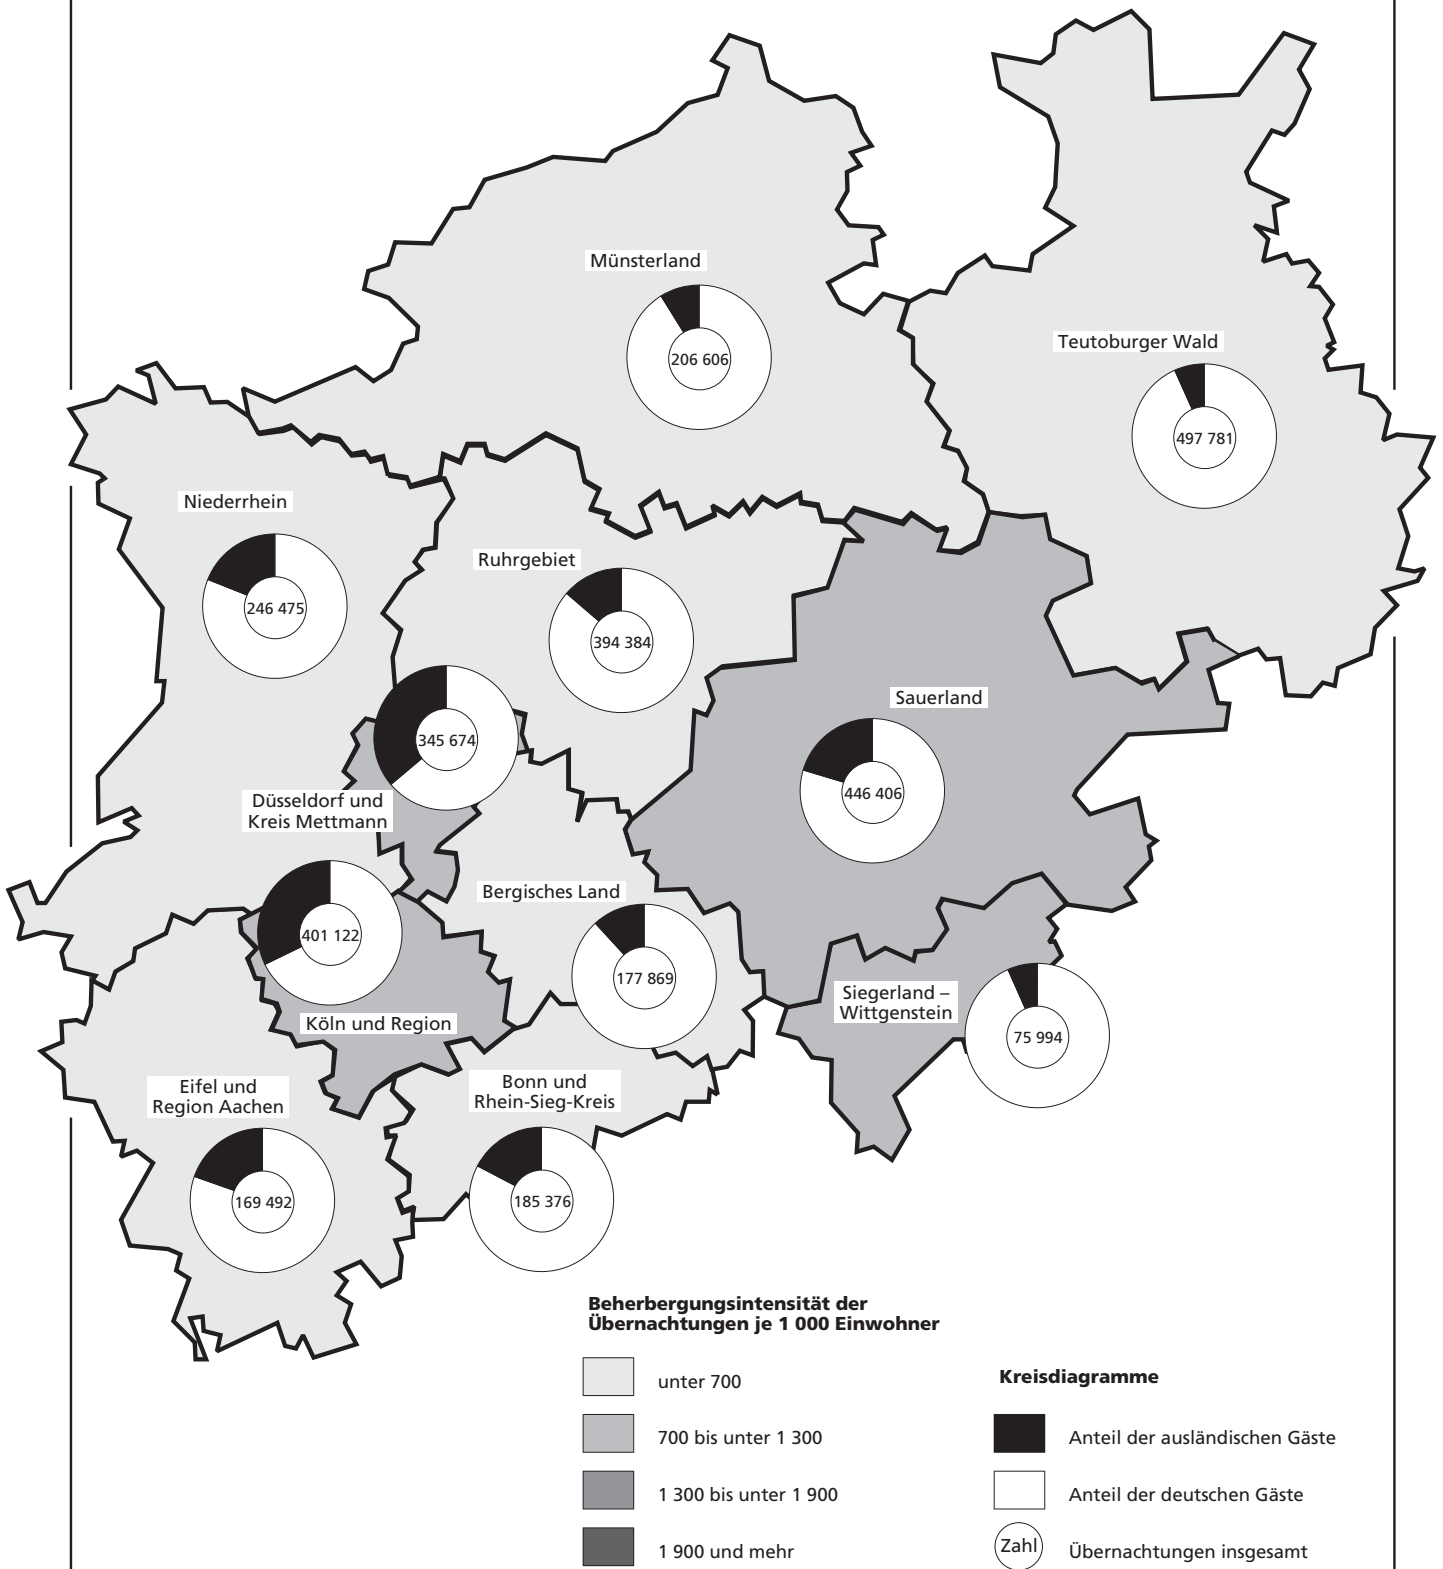 Münsterland
206 606
Teutoburger Wald
497 781
Niederrhein
246 475
Ruhrgebiet
394 384
Sauerland
446 406
345 674
Düsseldorf und
Kreis Mettmann
401 122
Köln und Region
Bergisches Land
177 869
Siegerland –
Wittgenstein
75 994
Eifel und
Region Aachen
169 492
Bonn und
Rhein-Sieg-Kreis
185 376
Beherbergungsintensität der
Übernachtungen je 1 000 Einwohner
unter 700
700 bis unter 1 300
1 300 bis unter 1 900
1 900 und mehr
Kreisdiagramme
Anteil der ausländischen Gäste
Anteil der deutschen Gäste
Zahl Übernachtungen insgesamt